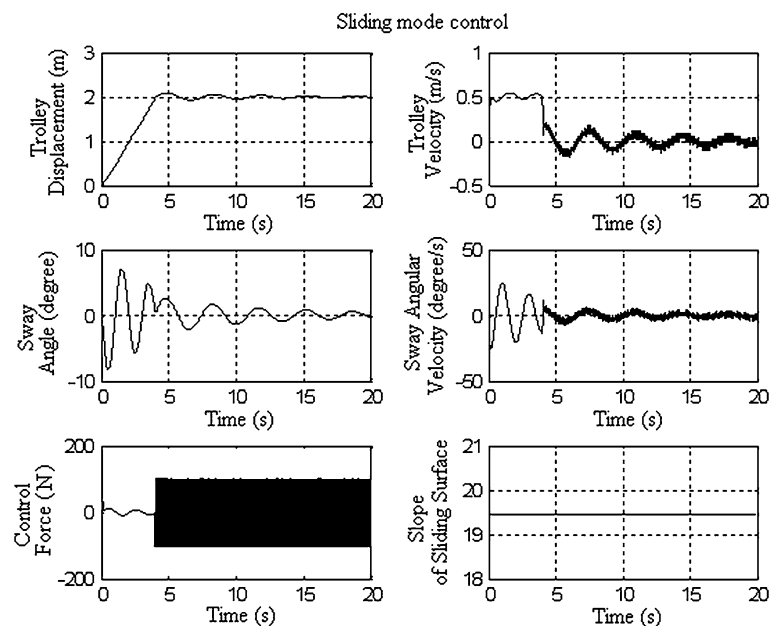 Sliding mode control
3
2
1
0
0
5
10
15
20
Time (s)
Trolley
Displacement (m)
1
0.5
0
−0.5
0
5
10
15
20
Time (s)
Trolley
Velocity (m/s)
10
0
−10
0
5
10
15
20
Time (s)
Sway
Angle (degree)
50
0
−50
0
5
10
15
20
Time (s)
Sway Angular
Velocity (degree/s)
200
0
−200
0
5
10
15
20
Time (s)
Control
Force (N)
21
20
19
18
0
5
10
15
20
Time (s)
Slope
of Sliding Surface